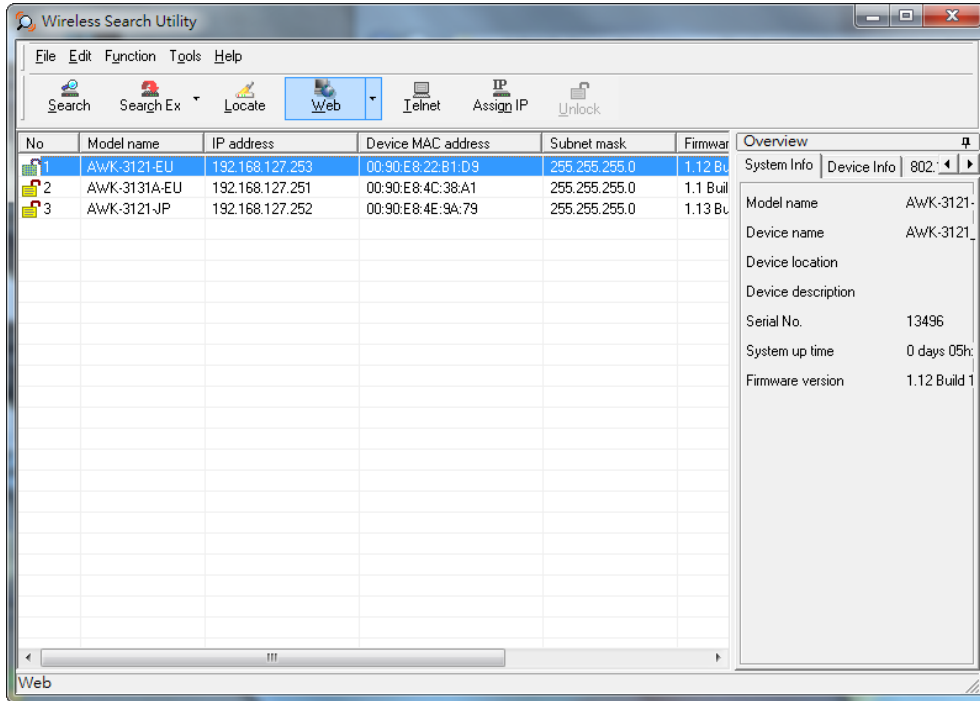 Wireless Search Utility
File Edit Function Tools Help
Search Search Ex Locate Web Telnet Assign IP Unlock
No Model name IP address Device MAC address Subnet mask Firmwar
1 AWK-3121-EU 192.168.127.253 00:90:E8:22:B1:D9 255.255.255.0 1.12 Bu
2 AWK-3131A-EU 192.168.127.251 00:90:E8:4C:38:A1 255.255.255.0 1.1 Buil
3 AWK-3121-JP 192.168.127.252 00:90:E8:4E:9A:79 255.255.255.0 1.13 Bu
Overview
System Info Device Info 802.
Model name AWK-3121-
Device name AWK-3121_
Device location
Device description
Serial No. 13496
System up time 0 days 05h:
Firmware version 1.12 Build 1
Web